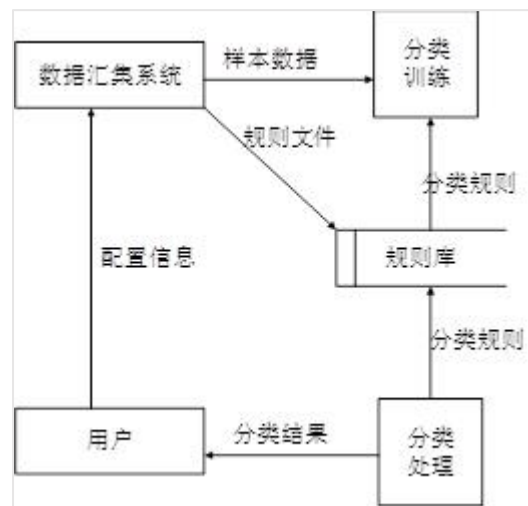 数据汇集系统
样本数据
分类
训练
规则文件
分类规则
配置信息
规则库
分类规则
用户
分类结果
分类
处理